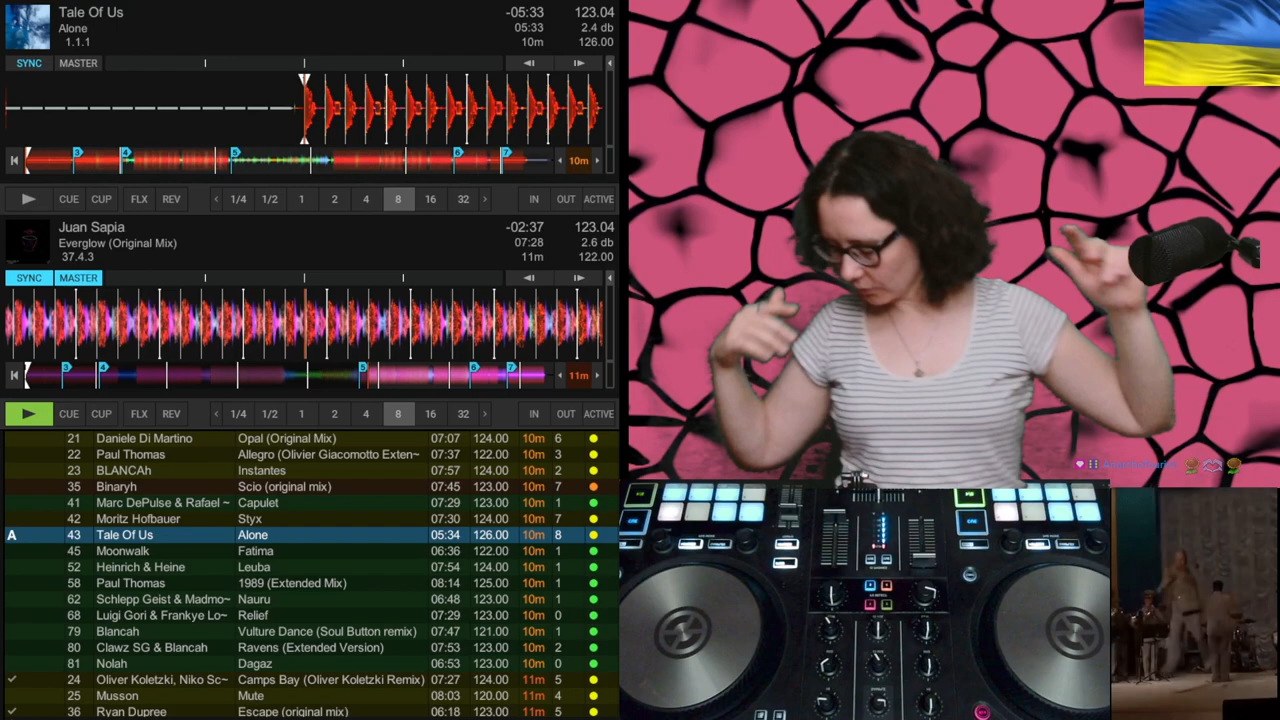 Tale Of Us -05:33 123.04
Alone 05:33 2.4 db
1.1.1 10m 126.00
SYNC MASTER
3 4 5 6 7 10m
CUE CUP FLX REV 1/4 1/2 1 2 4 8 16 32 IN OUT ACTIVE
Juan Sapia -02:37 123.04
Everglow (Original Mix) 07:28 2.6 db
37.4.3 11m 122.00
SYNC MASTER
3 4 5 6 7 11m
CUE CUP FLX REV 1/4 1/2 1 2 4 8 16 32 IN OUT ACTIVE
21 Daniele Di Martino Opal (Original Mix) 07:07 124.00 10m 6
22 Paul Thomas Allegro (Olivier Giacomotto Exten~ 07:37 122.00 10m 3
23 BLANCAh Instantes 07:57 124.00 10m 2
35 Binaryh Scio (original mix) 07:45 123.00 10m 7
41 Marc DePulse & Rafael ~ Capulet 07:29 123.00 10m 1
42 Moritz Hofbauer Styx 07:30 124.00 10m 7
A 43 Tale Of Us Alone 05:34 126.00 10m 8
45 Moonwalk Fatima 06:36 122.00 10m 1
52 Heinrich & Heine Leuba 07:54 124.00 10m 1
58 Paul Thomas 1989 (Extended Mix) 08:14 125.00 10m 1
62 Schlepp Geist & Madmo~ Nauru 06:48 123.00 10m 1
68 Luigi Gori & Frankye Lo~ Relief 07:29 123.00 10m 0
79 Blancah Vulture Dance (Soul Button remix) 07:47 121.00 10m 1
80 Clawz SG & Blancah Ravens (Extended Version) 07:53 123.00 10m 2
81 Nolah Dagaz 06:53 123.00 10m 0
24 Oliver Koletzki, Niko Sc~ Camps Bay (Oliver Koletzki Remix) 07:27 124.00 11m 5
25 Musson Mute 08:03 120.00 11m 4
36 Ryan Dupree Escape (original mix) 06:18 123.00 11m 5